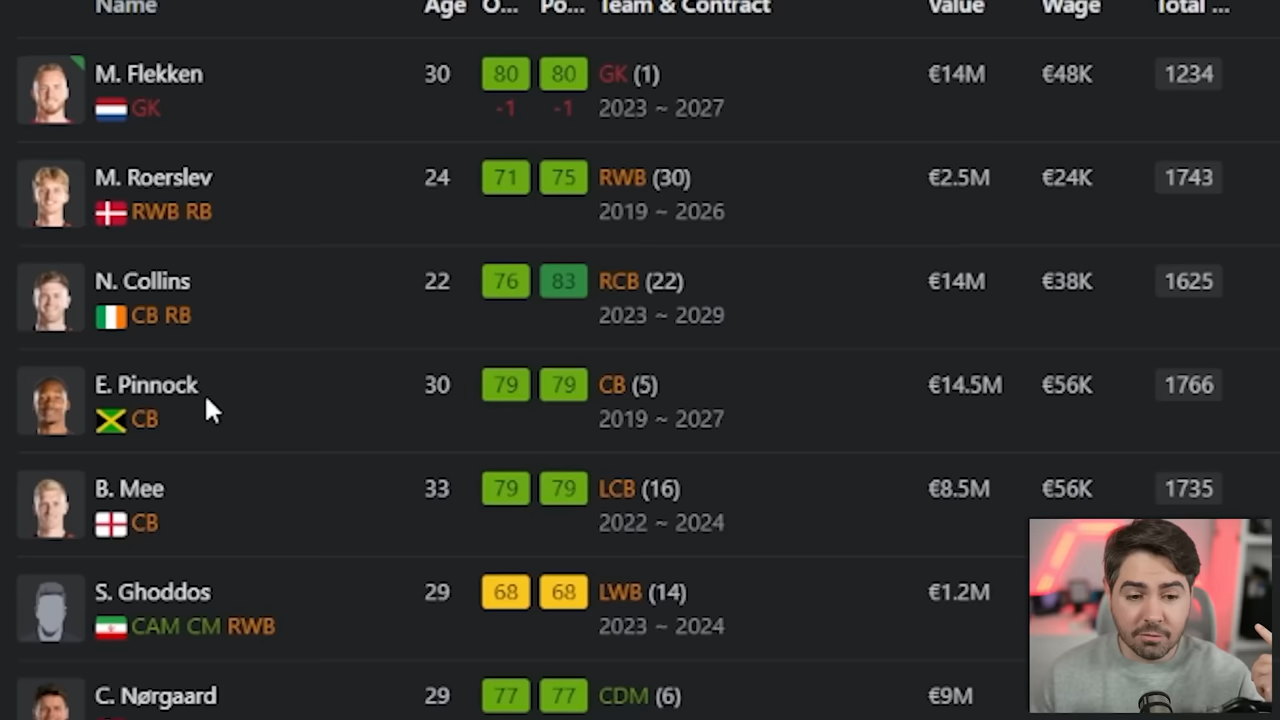 Name Age O... Po... Team & Contract Value Wage Total ...
M. Flekken 30 80 80 GK (1) €14M €48K 1234
GK -1 -1 2023 ~ 2027
M. Roerslev 24 71 75 RWB (30) €2.5M €24K 1743
RWB RB 2019 ~ 2026
N. Collins 22 76 83 RCB (22) €14M €38K 1625
CB RB 2023 ~ 2029
E. Pinnock 30 79 79 CB (5) €14.5M €56K 1766
CB 2019 ~ 2027
B. Mee 33 79 79 LCB (16) €8.5M €56K 1735
CB 2022 ~ 2024
S. Ghoddos 29 68 68 LWB (14) €1.2M
CAM CM RWB 2023 ~ 2024
C. Nørgaard 29 77 77 CDM (6) €9M